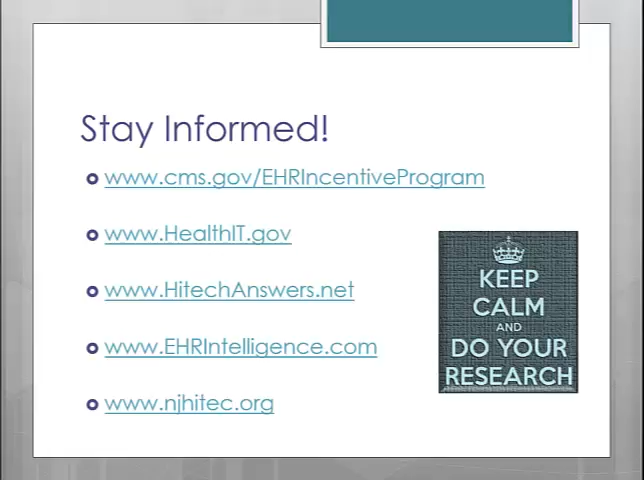 Stay Informed!
www.cms.gov/EHRIncentiveProgram
www.HealthIT.gov
www.HitechAnswers.net
www.EHRIntelligence.com
www.njhitec.org
KEEP
CALM
AND
DO YOUR
RESEARCH